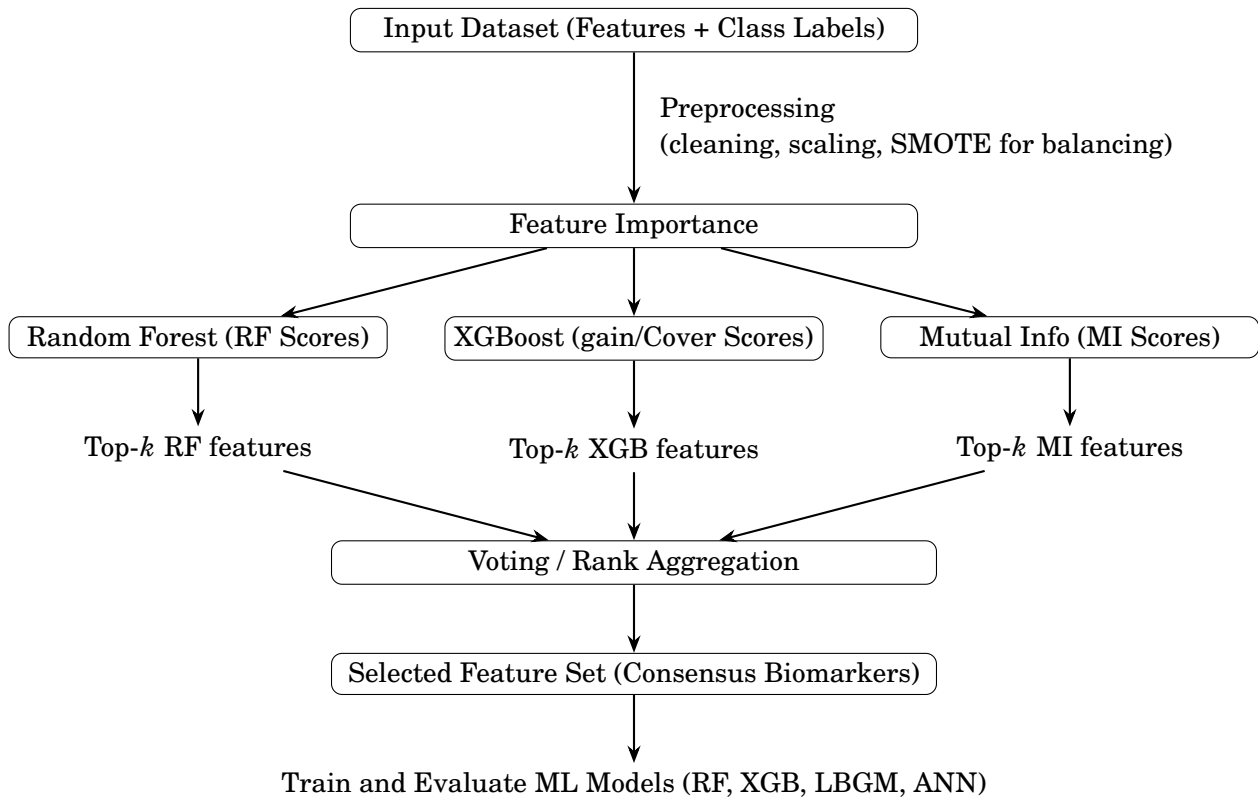 Input Dataset (Features + Class Labels)
Preprocessing
(cleaning, scaling, SMOTE for balancing)
Feature Importance
Random Forest (RF Scores)
XGBoost (gain/Cover Scores)
Mutual Info (MI Scores)
Top-k RF features
Top-k XGB features
Top-k MI features
Voting / Rank Aggregation
Selected Feature Set (Consensus Biomarkers)
Train and Evaluate ML Models (RF, XGB, LBGM, ANN)